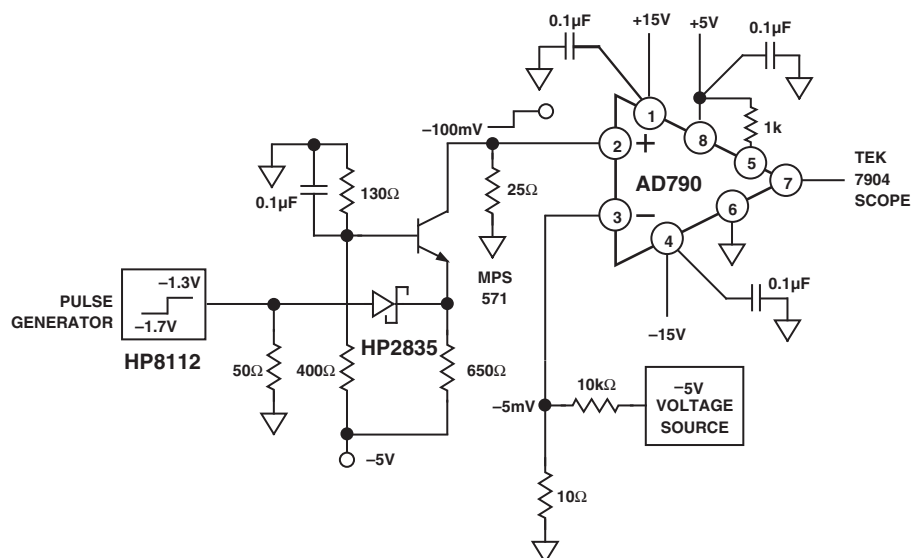 0.1µF
+15V
+5V
0.1µF
–100mV
1
8
1k
5
2
+
AD790
7
TEK
7904
SCOPE
0.1µF
130Ω
25Ω
3
–
6
4
MPS
571
0.1µF
PULSE
GENERATOR
–1.3V
–1.7V
HP8112
HP2835
–15V
50Ω
400Ω
650Ω
–5mV
10kΩ
–5V
VOLTAGE
SOURCE
–5V
10Ω